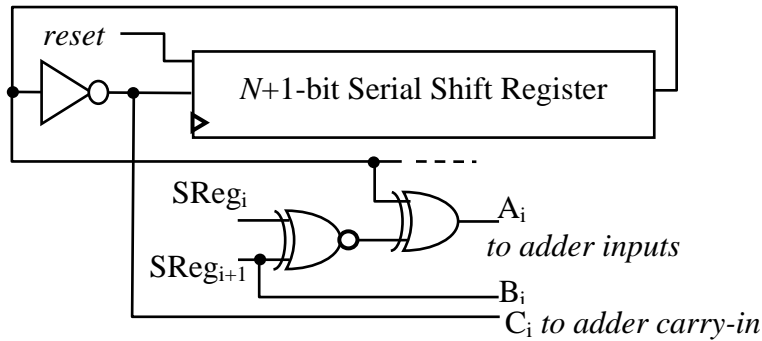 reset
N+1-bit Serial Shift Register
SRegi
SRegi+1
Ai
to adder inputs
Bi
Ci to adder carry-in